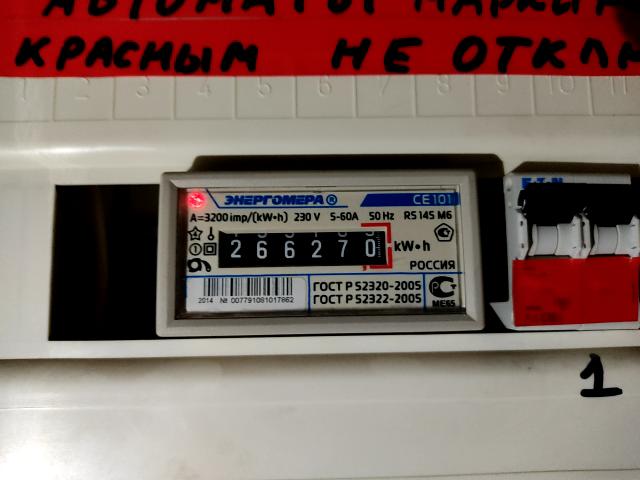 АВТОМАТЫ
КРАСНЫМ НЕ ОТКЛ
1 2 3 4 5 6 7 8 9 10 11
ЭНЕРГОМЕРА® CE101
A=3200 imp/(kW•h) 230 V 5-60A 50 Hz RS 145 M6
266270 kW•h
РОССИЯ
ГОСТ Р 52320-2005
ГОСТ Р 52322-2005
2014 № 007791081017862
МЕ65
E·T·N
1